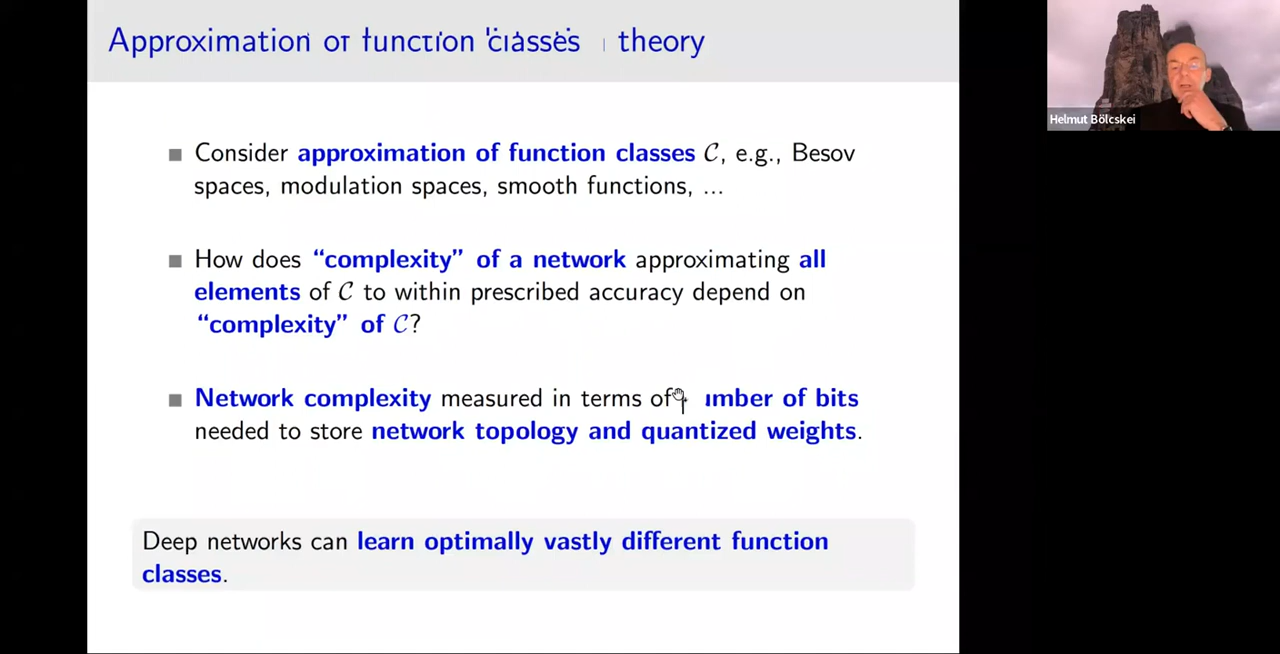 Approximation of function classes theory
Consider approximation of function classes 𝒞, e.g., Besov
spaces, modulation spaces, smooth functions, ...
How does “complexity” of a network approximating all
elements of 𝒞 to within prescribed accuracy depend on
“complexity” of 𝒞?
Network complexity measured in terms of of bits
needed to store network topology and quantized weights.
Deep networks can learn optimally vastly different function
classes.
Helmut Bölcskei